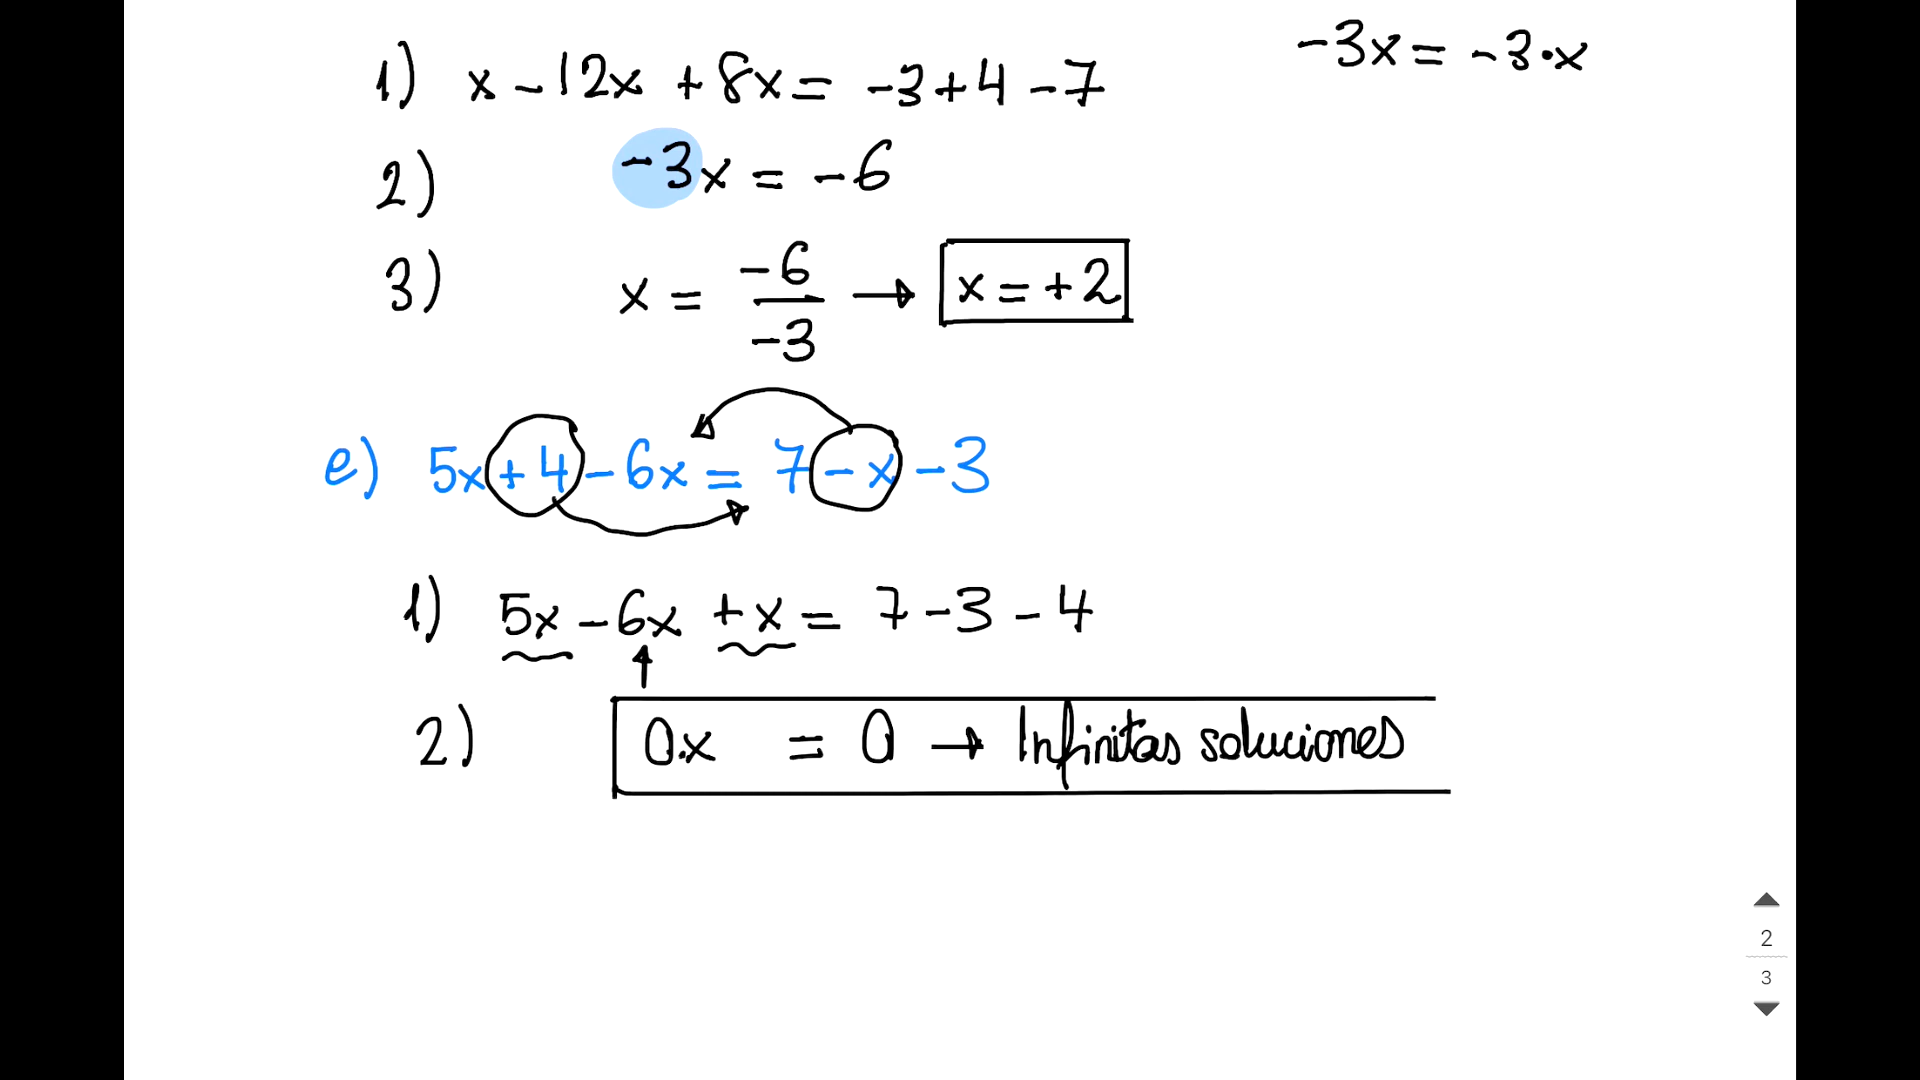 -3x = -3·x
1) x - 12x + 8x = -3 + 4 - 7
2) -3x = -6
3) x = -6/-3 → x = +2
e) 5x + 4 - 6x = 7 - x - 3
1) 5x - 6x + x = 7 - 3 - 4
2) 0·x = 0 → Infinitas soluciones
2
3